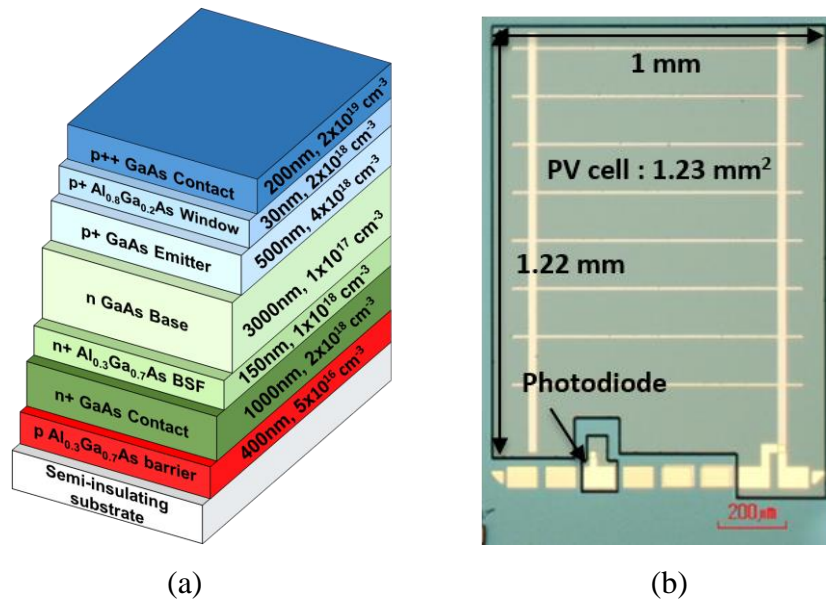 p++ GaAs Contact
200nm, 2x10¹⁹ cm⁻³
p+ Al₀.₈Ga₀.₂As Window
30nm, 2x10¹⁸ cm⁻³
p+ GaAs Emitter
500nm, 4x10¹⁸ cm⁻³
n GaAs Base
3000nm, 1x10¹⁷ cm⁻³
n+ Al₀.₃Ga₀.₇As BSF
150nm, 1x10¹⁸ cm⁻³
n+ GaAs Contact
1000nm, 2x10¹⁸ cm⁻³
p Al₀.₃Ga₀.₇As barrier
400nm, 5x10¹⁶ cm⁻³
Semi-insulating
substrate
(a)
1 mm
PV cell : 1.23 mm²
1.22 mm
Photodiode
200µm
(b)